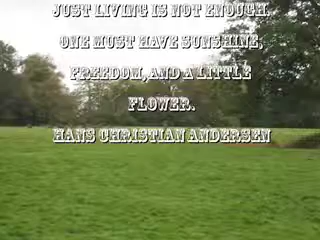 JUST LIVING IS NOT ENOUGH
ONE MUST HAVE SUNSHINE,
FREEDOM, AND A LITTLE
FLOWER.
HANS CHRISTIAN ANDERSEN